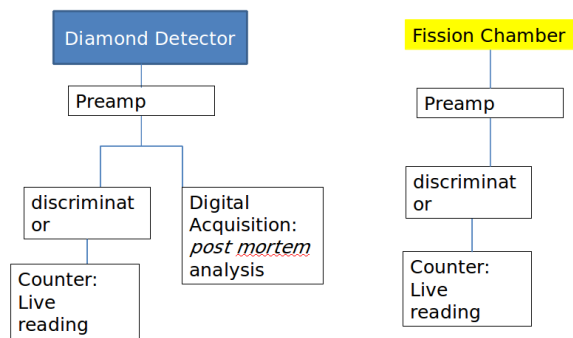 Diamond Detector
Preamp
discriminat
or
Counter:
Live
reading
Digital
Acquisition:
post mortem
analysis
Fission Chamber
Preamp
discriminat
or
Counter:
Live
reading